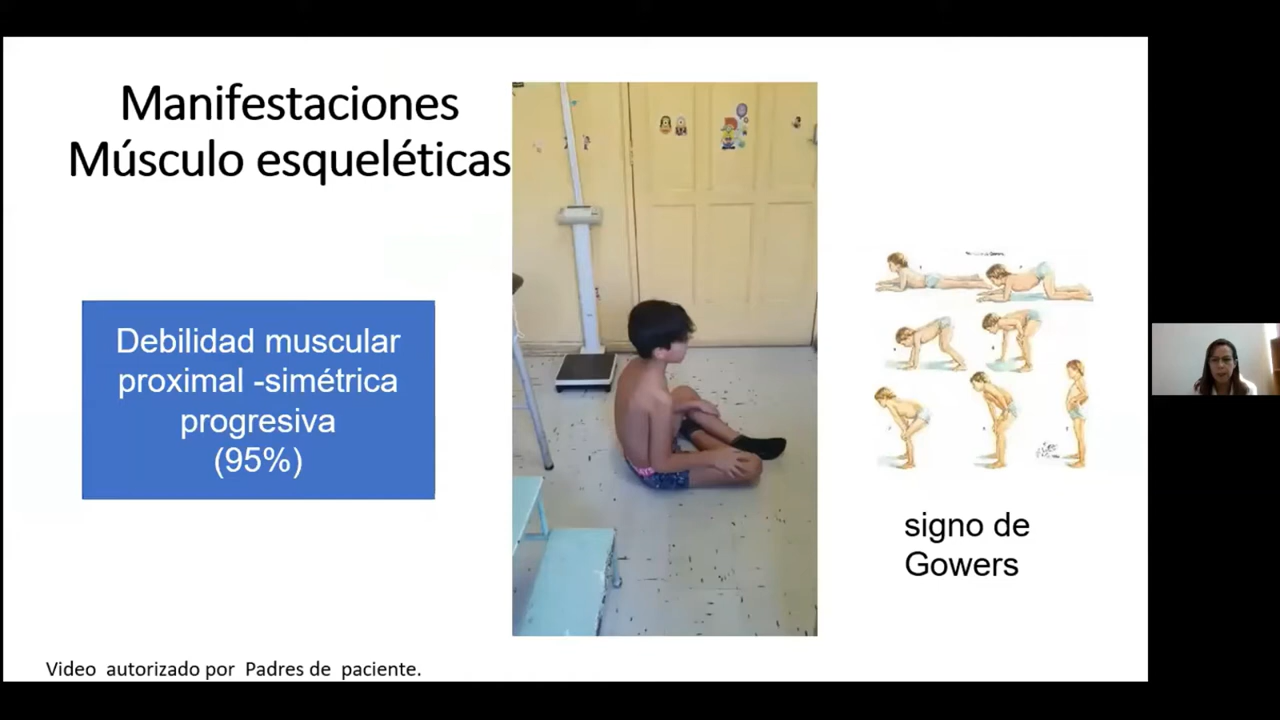 Manifestaciones
Músculo esqueléticas
Debilidad muscular
proximal -simétrica
progresiva
(95%)
signo de
Gowers
Video autorizado por Padres de paciente.